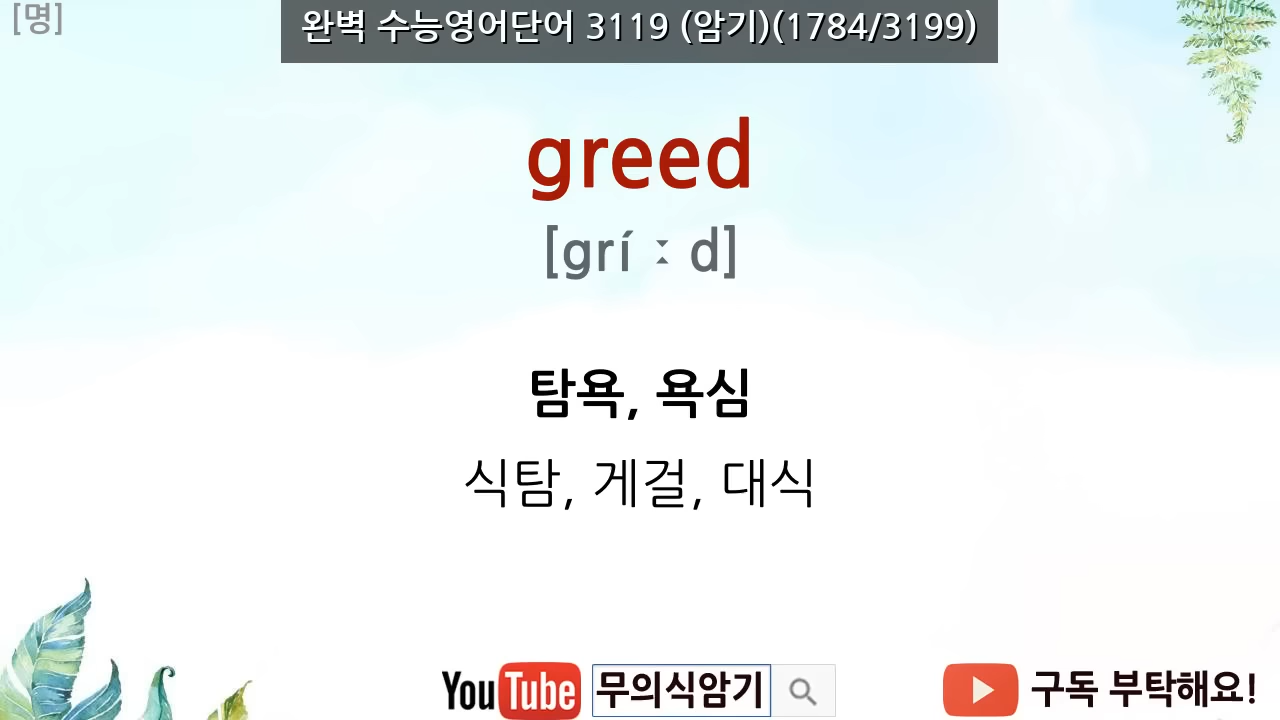 [명]
완벽 수능영어단어 3119 (암기)(1784/3199)
greed
[gríːd]
탐욕, 욕심
식탐, 게걸, 대식
YouTube 무의식암기
구독 부탁해요!